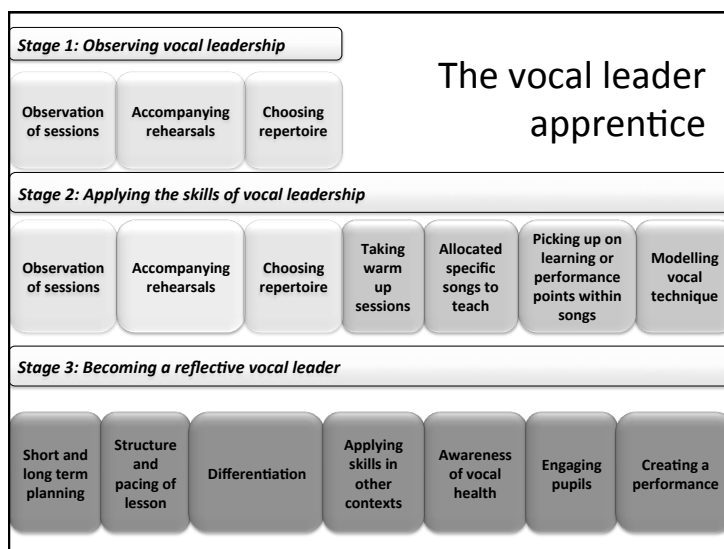 Stage 1: Observing vocal leadership
The vocal leader
apprentice
Observation
of sessions
Accompanying
rehearsals
Choosing
repertoire
Stage 2: Applying the skills of vocal leadership
Observation
of sessions
Accompanying
rehearsals
Choosing
repertoire
Taking
warm
up
sessions
Allocated
specific
songs to
teach
Picking up on
learning or
performance
points within
songs
Modelling
vocal
technique
Stage 3: Becoming a reflective vocal leader
Short and
long term
planning
Structure
and
pacing of
lesson
Differentiation
Applying
skills in
other
contexts
Awareness
of vocal
health
Engaging
pupils
Creating a
performance